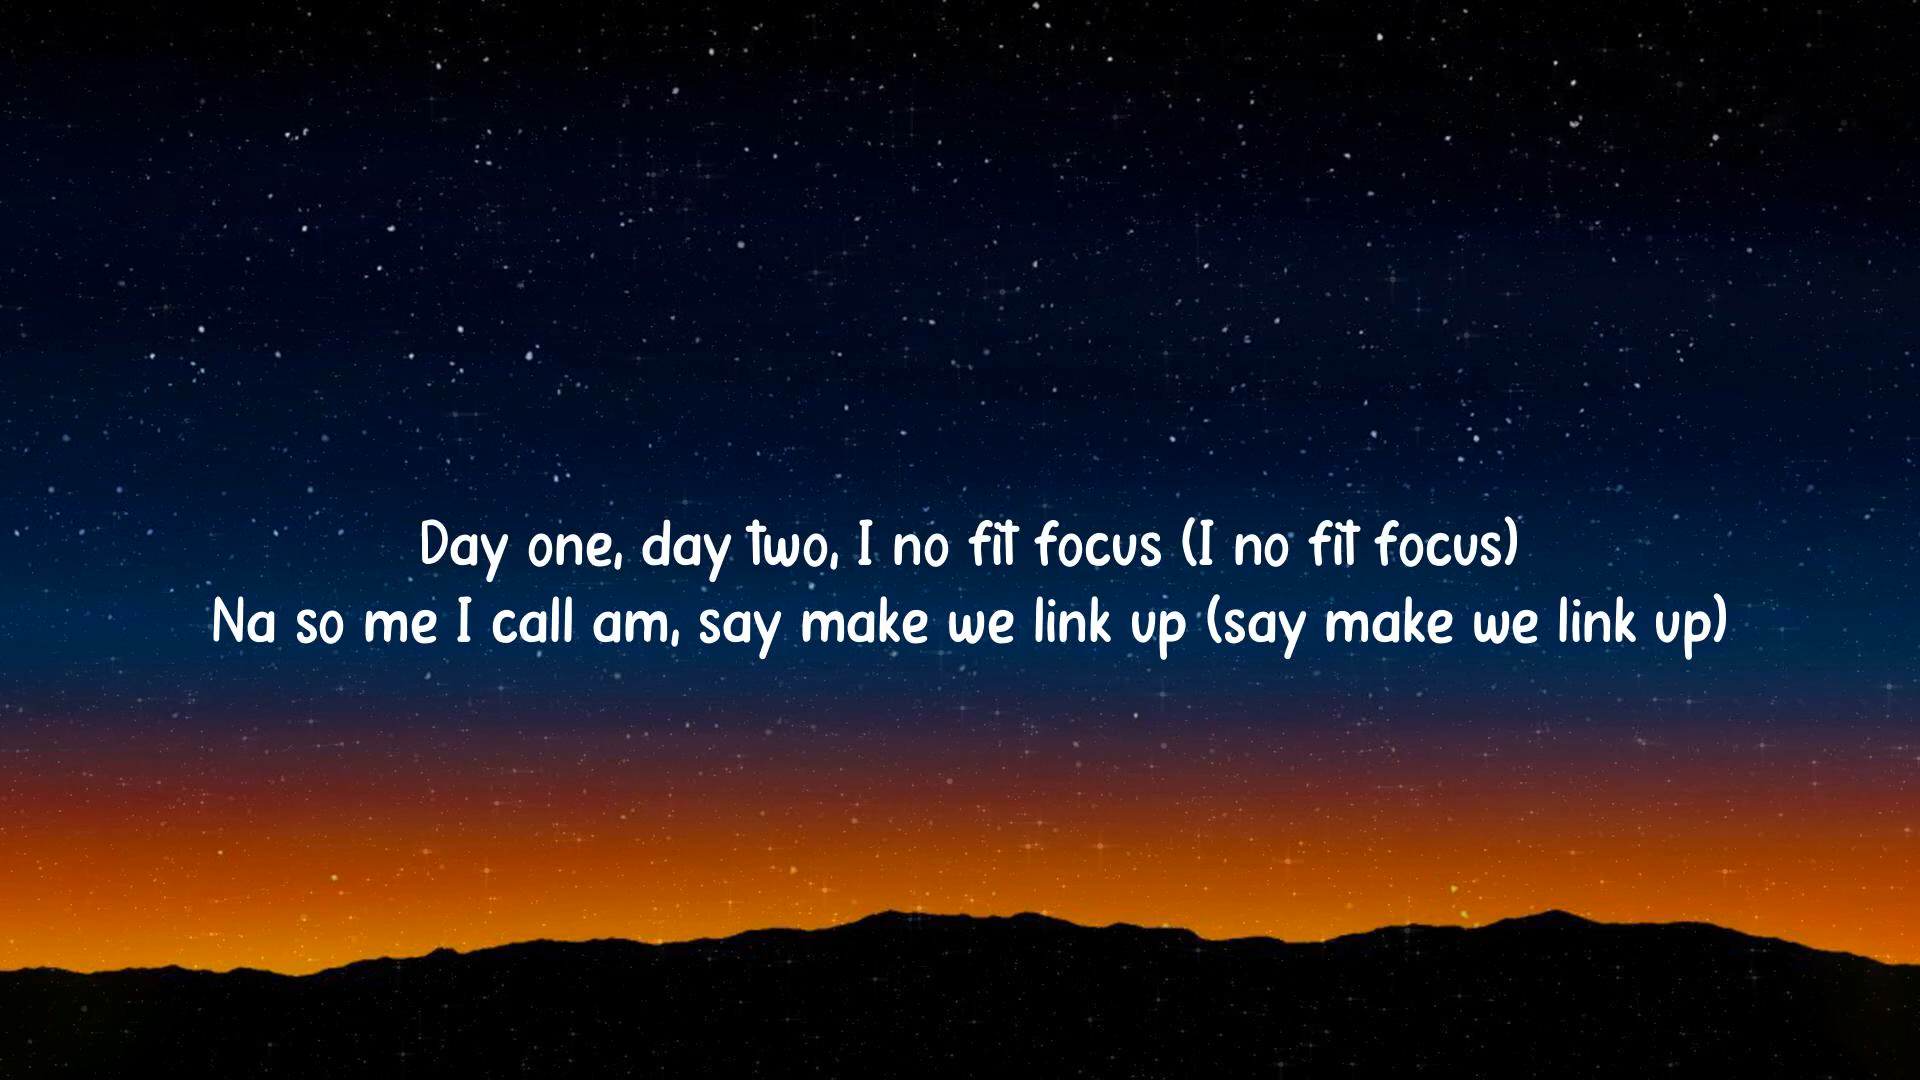 Day one, day two, I no fit focus (I no fit focus)
Na so me I call am, say make we link up (say make we link up)